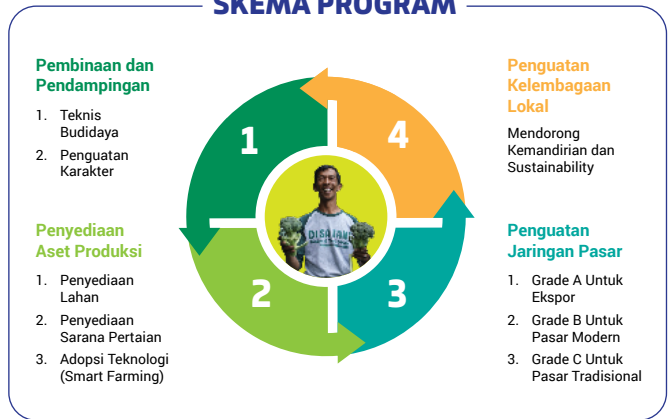 SKEMA PROGRAM
Pembinaan dan
Pendampingan
1. Teknis
Budidaya
2. Penguatan
Karakter
Penyediaan
Aset Produksi
1. Penyediaan
Lahan
2. Penyediaan
Sarana Pertaian
3. Adopsi Teknologi
(Smart Farming)
1
4
2
3
Penguatan
Kelembagaan
Lokal
Mendorong
Kemandirian dan
Sustainability
Penguatan
Jaringan Pasar
1. Grade A Untuk
Ekspor
2. Grade B Untuk
Pasar Modern
3. Grade C Untuk
Pasar Tradisional